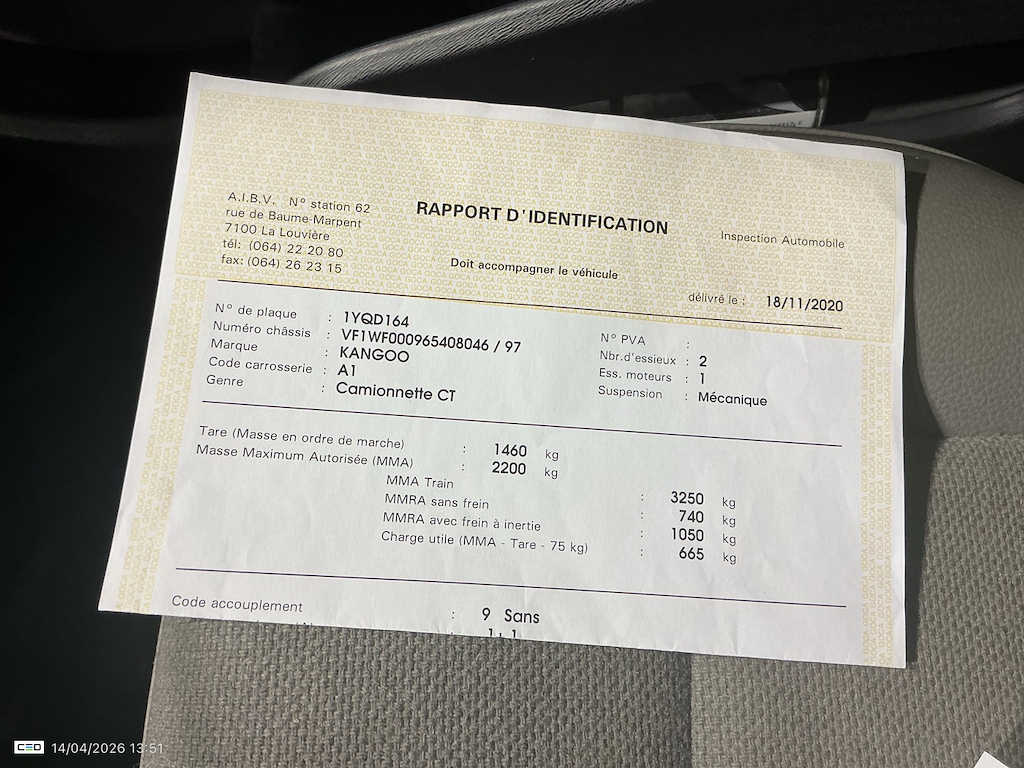 A.I.B.V. N° station 62
rue de Baume-Marpent
7100 La Louvière
tél: (064) 22 20 80
fax: (064) 26 23 15
RAPPORT D'IDENTIFICATION
Doit accompagner le véhicule
Inspection Automobile
délivré le : 18/11/2020
N° de plaque : 1YQD164
Numéro châssis : VF1WF000965408046 / 97
Marque : KANGOO
Code carrosserie : A1
Genre : Camionnette CT
N° PVA :
Nbr.d'essieux : 2
Ess. moteurs : 1
Suspension : Mécanique
Tare (Masse en ordre de marche) : 1460 kg
Masse Maximum Autorisée (MMA) : 2200 kg
MMA Train : 3250 kg
MMRA sans frein : 740 kg
MMRA avec frein à inertie : 1050 kg
Charge utile (MMA - Tare - 75 kg) : 665 kg
Code accouplement : 9 Sans
CEO 14/04/2026 13:51